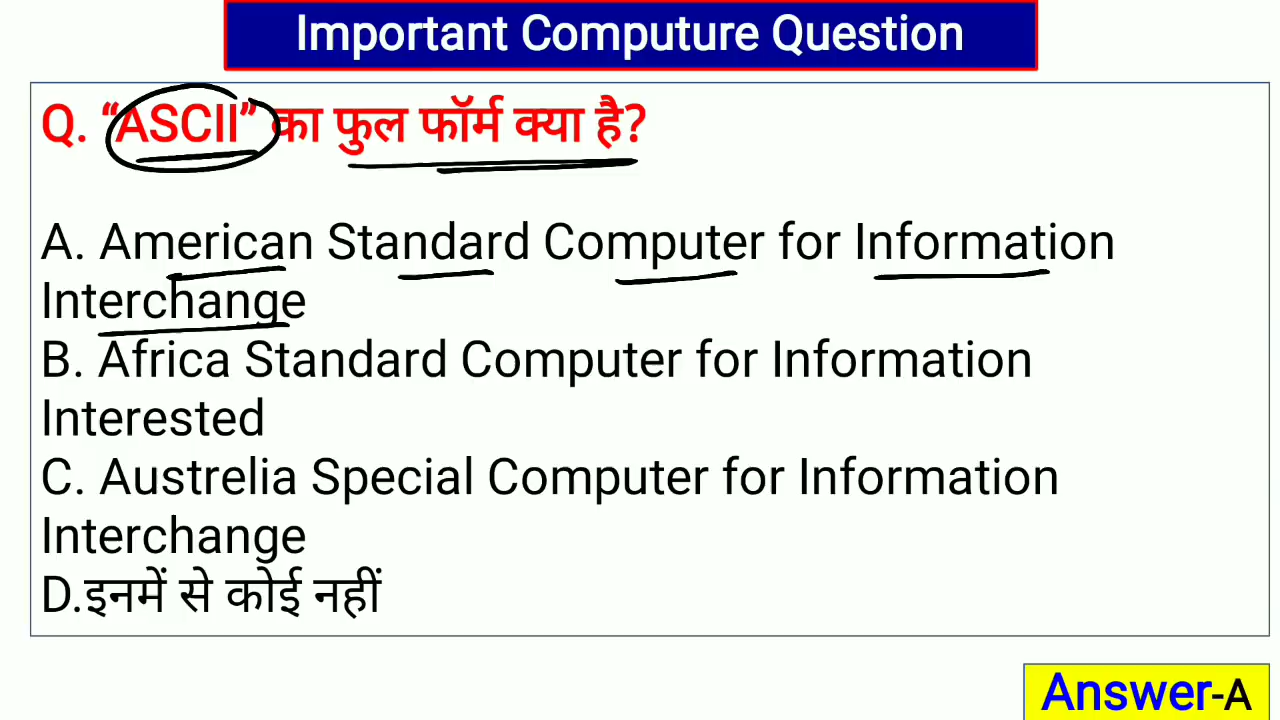 Important Computure Question
Q. “ASCII” का फुल फॉर्म क्या है?
A. American Standard Computer for Information
Interchange
B. Africa Standard Computer for Information
Interested
C. Austrelia Special Computer for Information
Interchange
D.इनमें से कोई नहीं
Answer-A